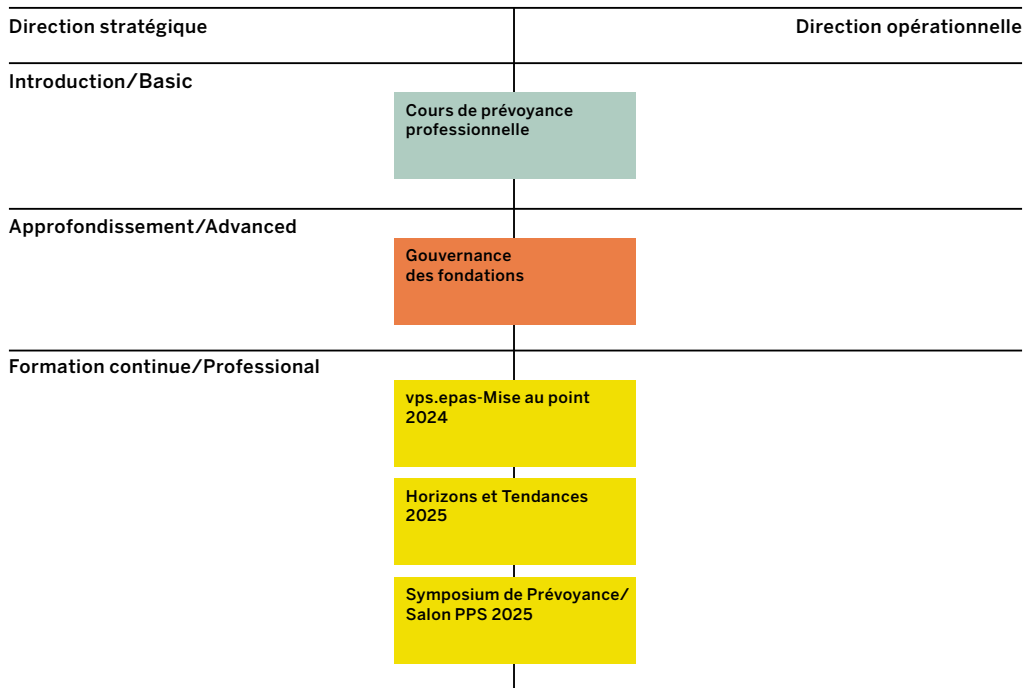 Direction stratégique
Direction opérationnelle
Introduction/Basic
Cours de prévoyance
professionnelle
Approfondissement/Advanced
Gouvernance
des fondations
Formation continue/Professional
vps.epas-Mise au point
2024
Horizons et Tendances
2025
Symposium de Prévoyance/
Salon PPS 2025